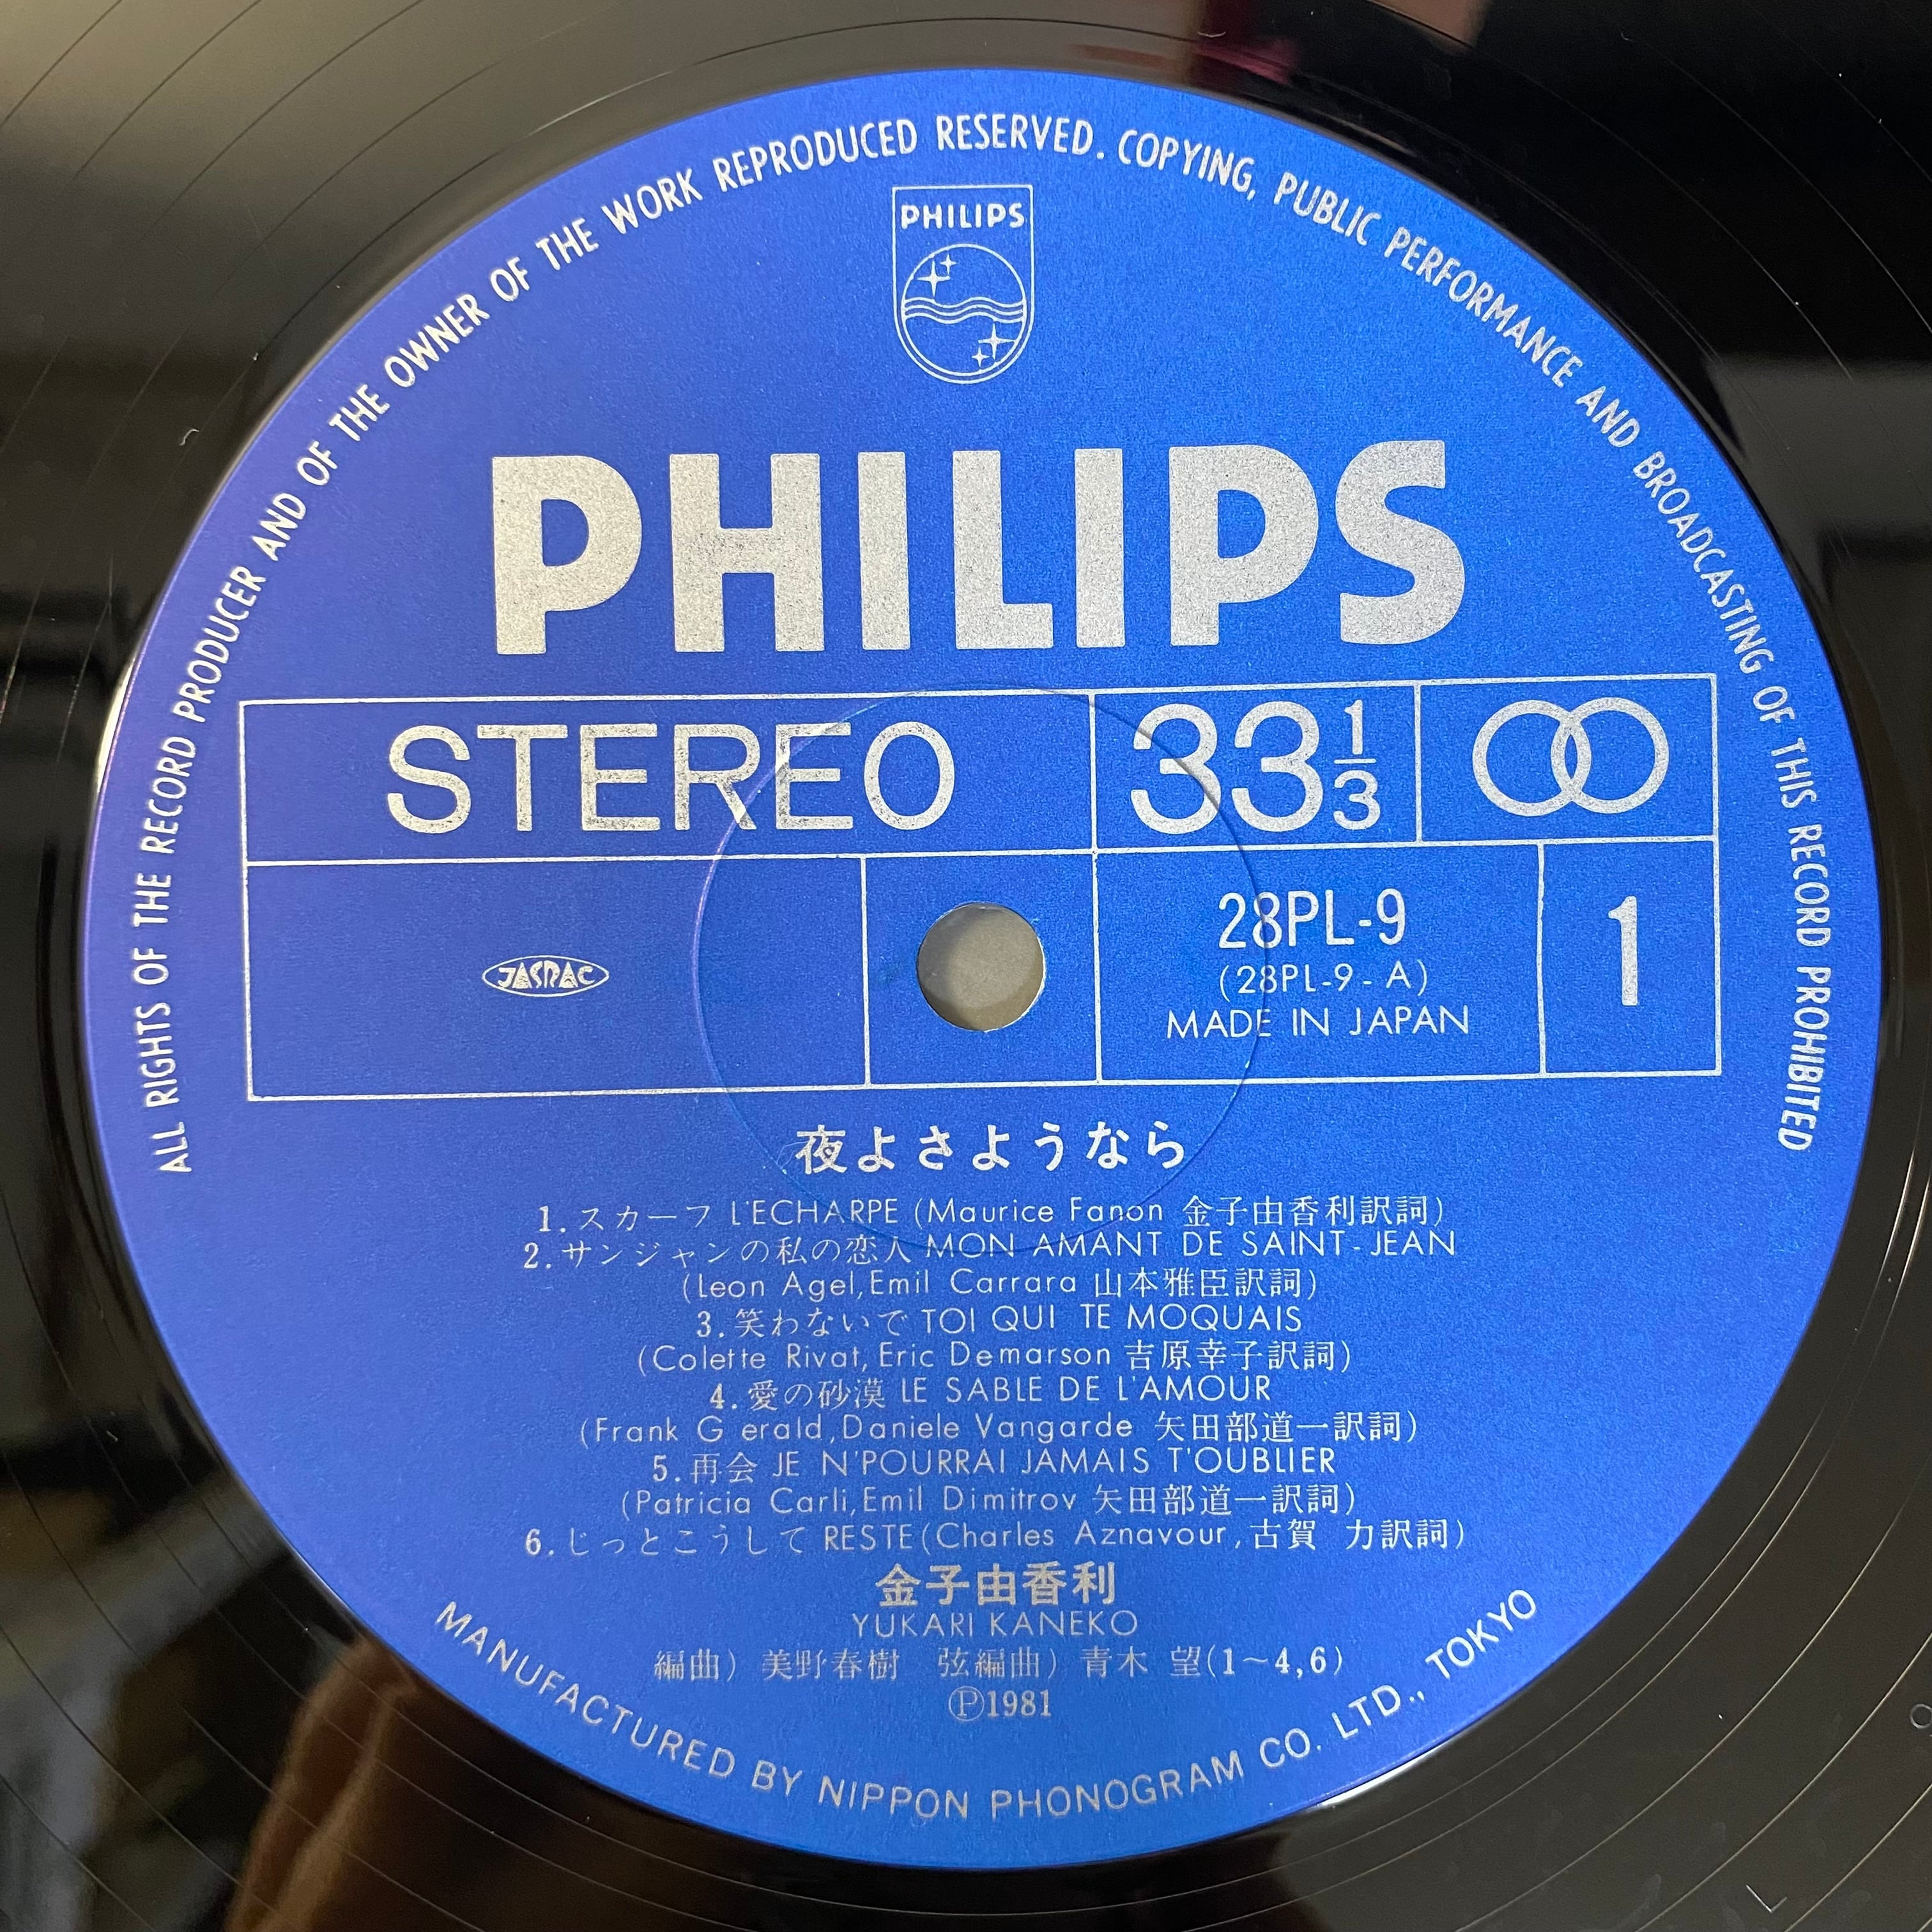 ALL RIGHTS OF THE RECORD PRODUCER AND OF THE OWNER OF THE WORK REPRODUCED RESERVED. COPYING, PUBLIC PERFORMANCE AND BROADCASTING OF THIS RECORD PROHIBITED
PHILIPS
PHILIPS
STEREO 33 1/3
JASRAC
28PL-9
(28PL-9-A)
MADE IN JAPAN
1
夜よさようなら
1.スカーフ L'ECHARPE (Maurice Fanon 金子由香利訳詞)
2.サンジャンの私の恋人 MON AMANT DE SAINT-JEAN
(Leon Agel,Emil Carrara 山本雅臣訳詞)
3.笑わないで TOI QUI TE MOQUAIS
(Colette Rivat,Eric Demarson 吉原幸子訳詞)
4.愛の砂漠 LE SABLE DE L'AMOUR
(Frank G erald,Daniele Vangarde 矢田部道一訳詞)
5.再会 JE N'POURRAI JAMAIS T'OUBLIER
(Patricia Carli,Emil Dimitrov 矢田部道一訳詞)
6.じっとこうして RESTE(Charles Aznavour,古賀 力訳詞)
金子由香利
YUKARI KANEKO
編曲) 美野春樹 弦編曲) 青木 望(1~4,6)
Ⓟ1981
MANUFACTURED BY NIPPON PHONOGRAM CO. LTD., TOKYO